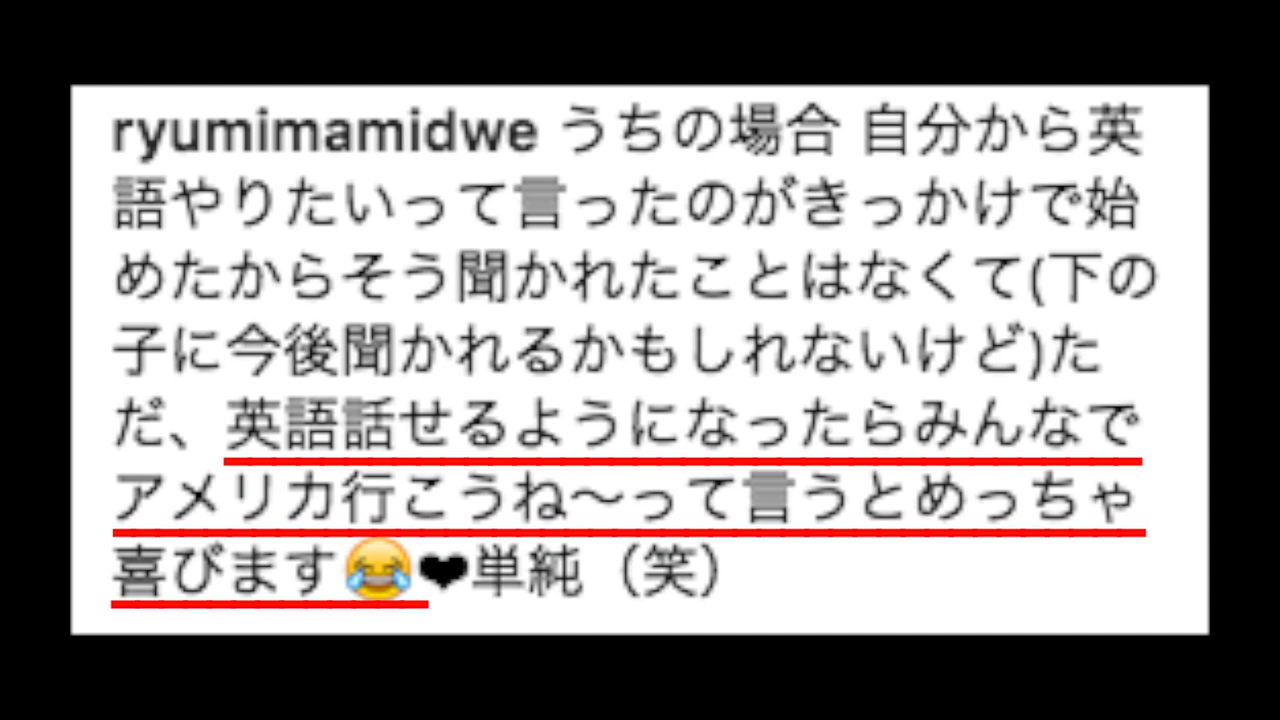 ryumimamidwe うちの場合 自分から英
語やりたいって言ったのがきっかけで始
めたからそう聞かれたことはなくて(下の
子に今後聞かれるかもしれないけど)た
だ、英語話せるようになったらみんなで
アメリカ行こうね〜って言うとめっちゃ
喜びます😂❤単純（笑）